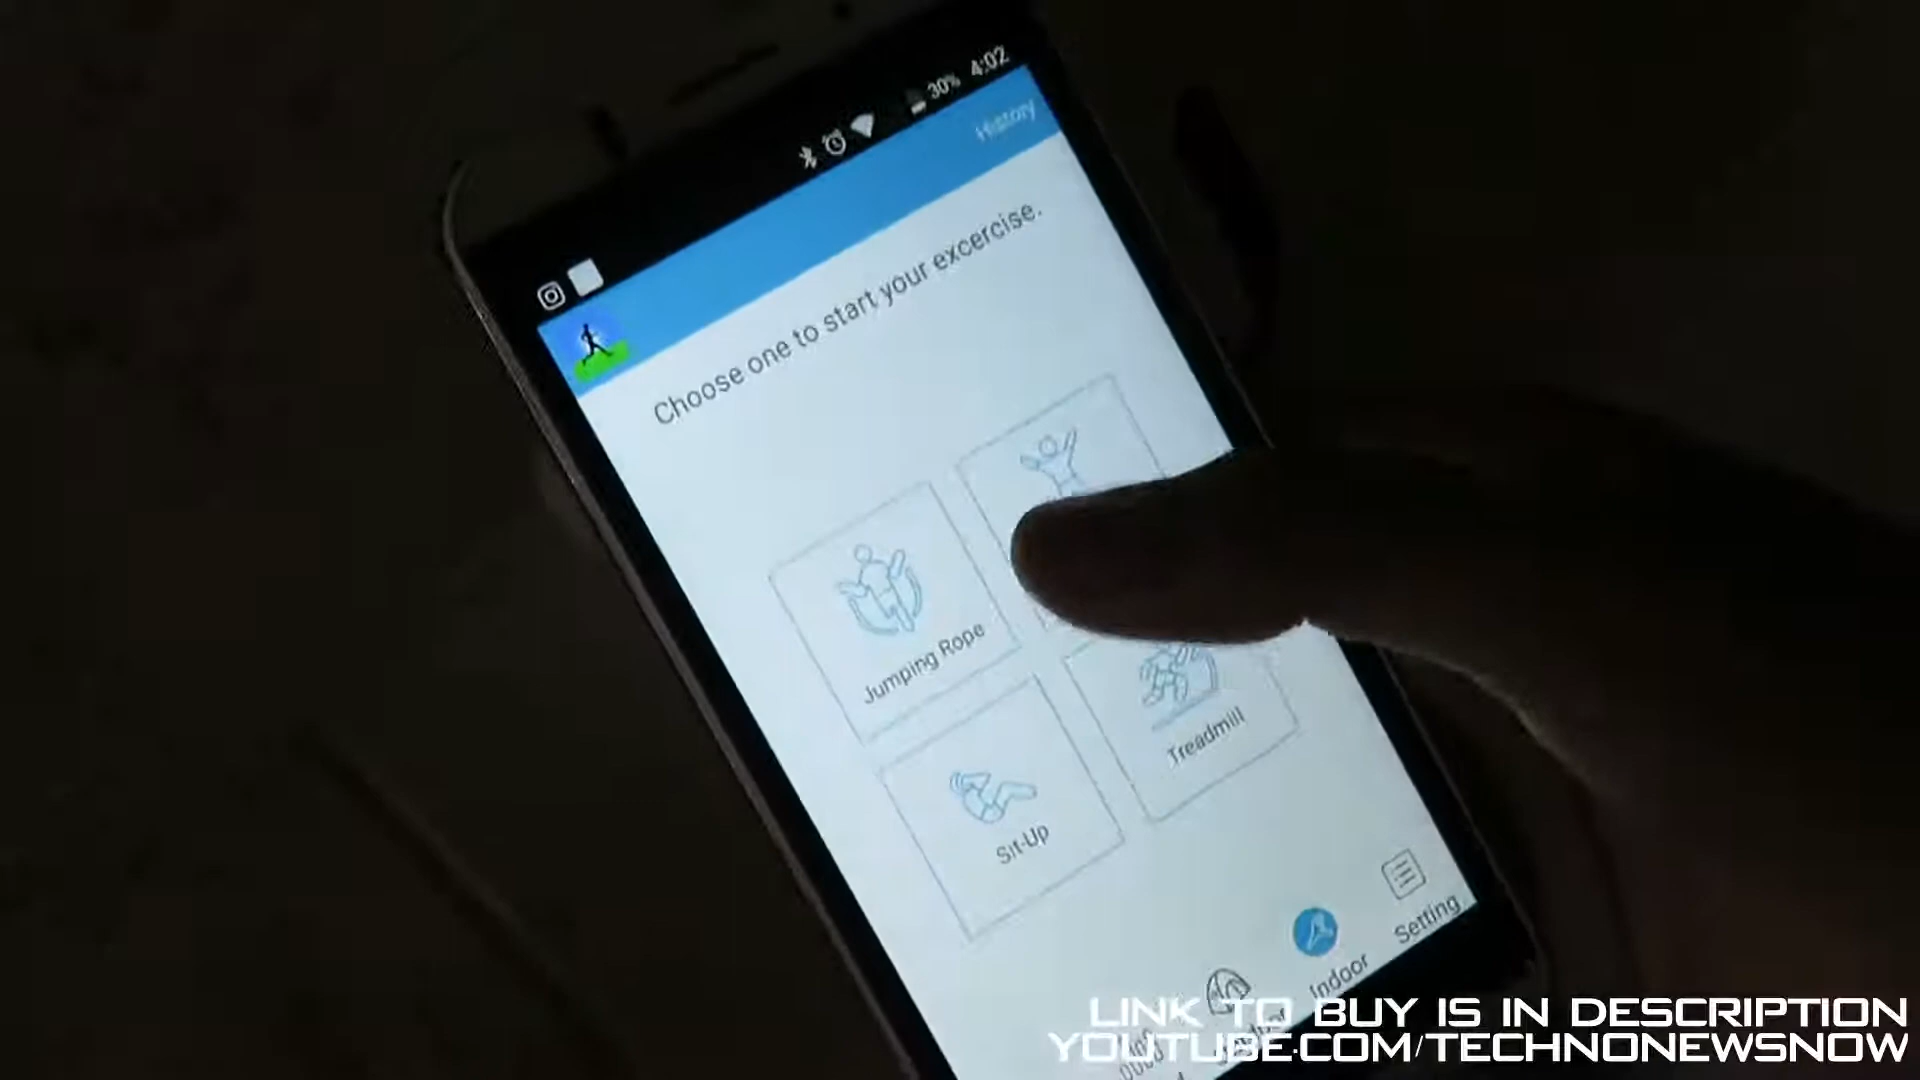 30% 4:02
History
Choose one to start your excercise.
Jumping Rope
Treadmill
Sit-Up
Setting
Indoor
LINK TO BUY IS IN DESCRIPTION
YOUTUBE.COM/TECHNONEWSNOW